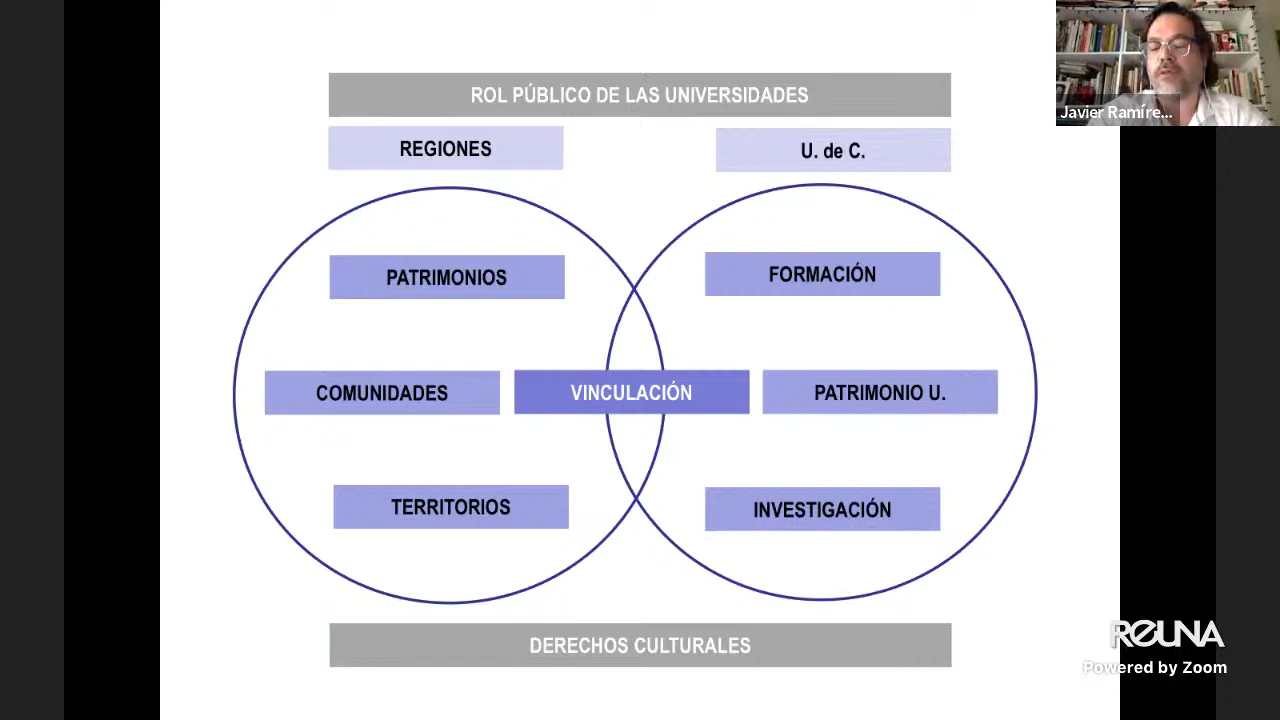 ROL PÚBLICO DE LAS UNIVERSIDADES
REGIONES
U. de C.
PATRIMONIOS
FORMACIÓN
COMUNIDADES
VINCULACIÓN
PATRIMONIO U.
TERRITORIOS
INVESTIGACIÓN
DERECHOS CULTURALES
Javier Ramíre...
REUNA
Powered by Zoom